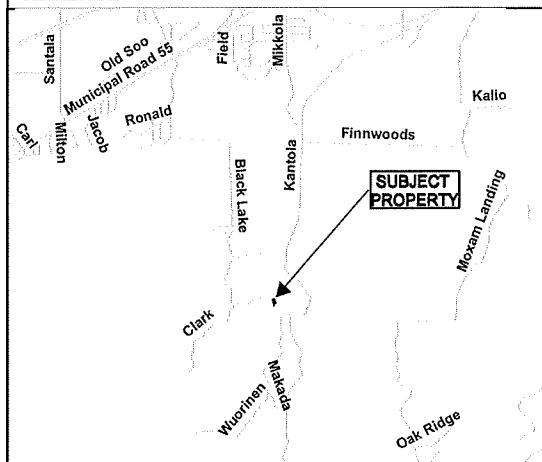 Santala
Old Soo
Municipal Road 55
Field
Mikkola
Kalio
Carl
Milton
Jacob
Ronald
Finnwoods
Black Lake
Kantola
SUBJECT
PROPERTY
Moxam Landing
Clark
Wuorinen
Makada
Oak Ridge